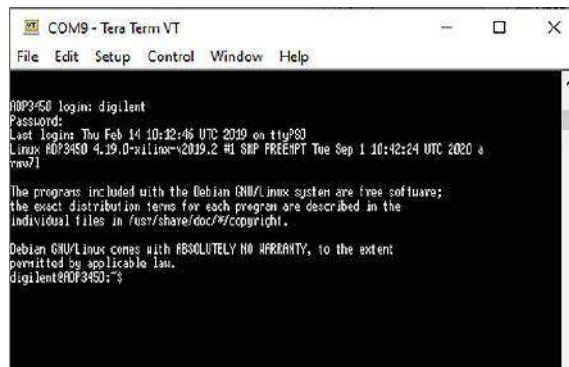 COM9 - Tera Term VT
File Edit Setup Control Window Help
ADP3450 login: digilent
Password:
Last login: Thu Feb 14 10:12:46 UTC 2019 on ttyPS0
Linux ADP3450 4.19.0-xilinx-v2019.2 #1 SMP PREEMPT Tue Sep 1 10:42:24 UTC 2020 a
rmv7l
The programs included with the Debian GNU/Linux system are free software;
the exact distribution terms for each program are described in the
individual files in /usr/share/doc/*/copyright.
Debian GNU/Linux comes with ABSOLUTELY NO WARRANTY, to the extent
permitted by applicable law.
digilent@ADP3450:~$